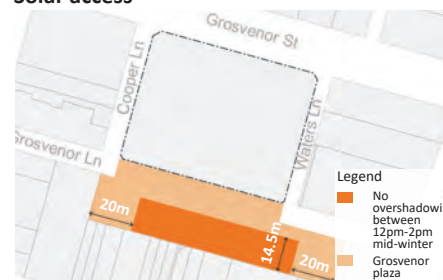 Solar access
Grosvenor St
Cooper Ln
Waters Ln
Grosvenor Ln
20m
14.5m
20m
Legend
No
overshadowi
between
12pm-2pm
mid-winter
Grosvenor
plaza